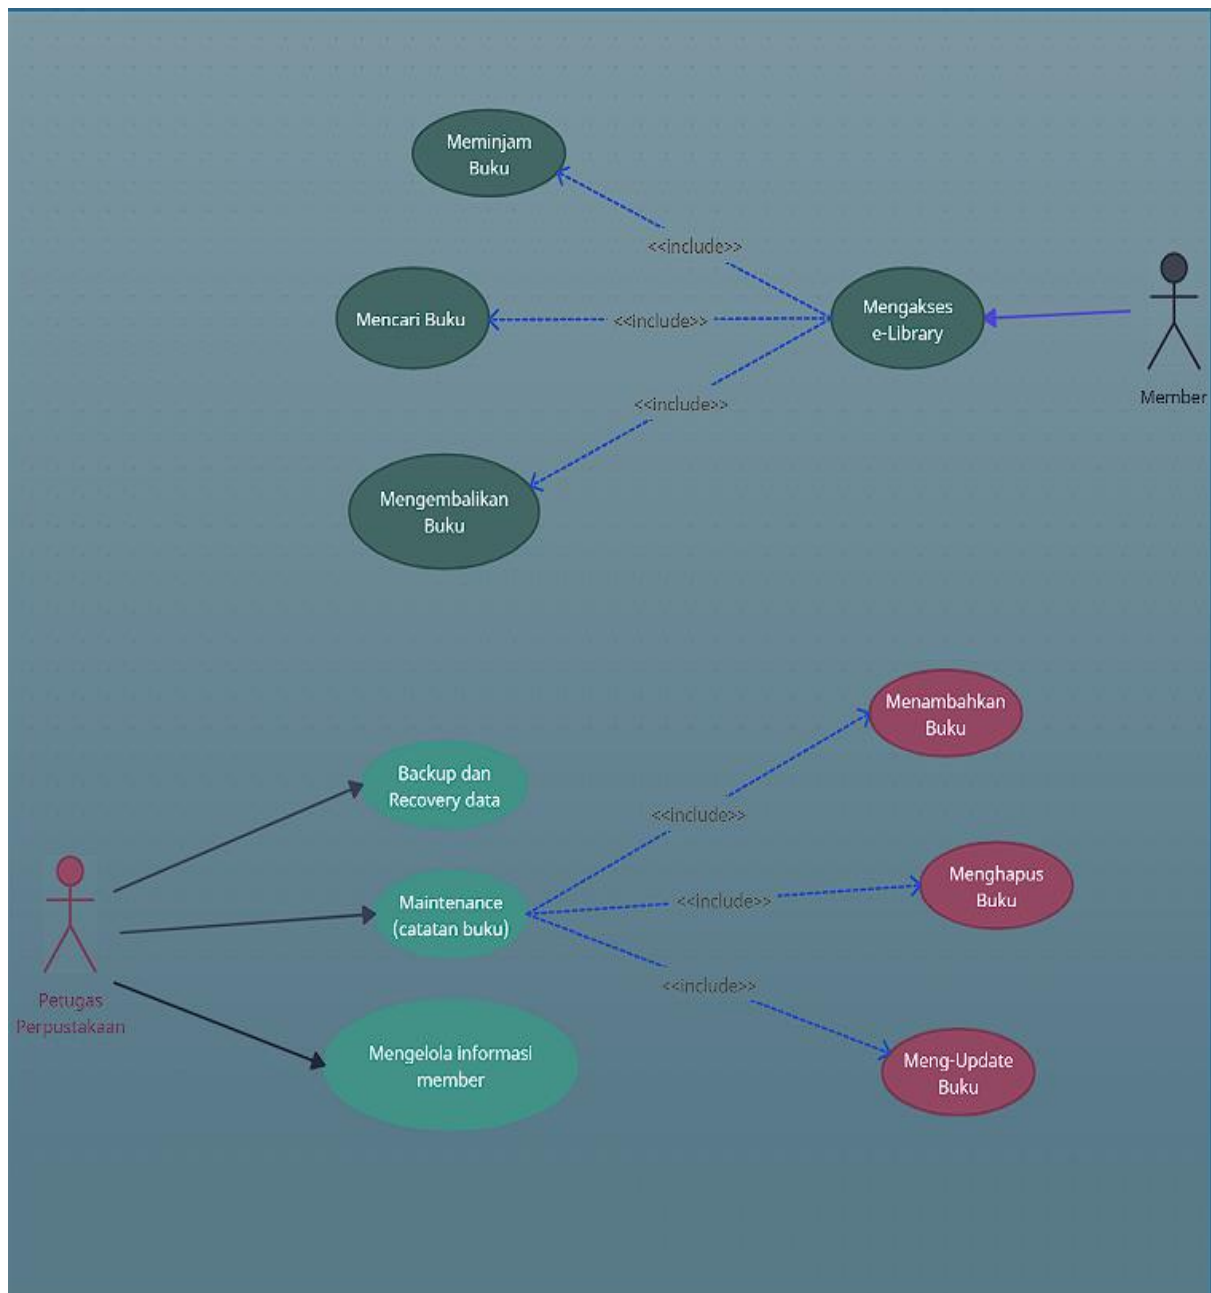 Meminjam
Buku
<<include>>
Mencari Buku
<<include>>
Mengakses
e-Library
Member
<<include>>
Mengembalikan
Buku
Menambahkan
Buku
Backup dan
Recovery data
<<include>>
Menghapus
Buku
Maintenance
(catatan buku)
<<include>>
Petugas
Perpustakaan
<<include>>
Mengelola informasi
member
Meng-Update
Buku